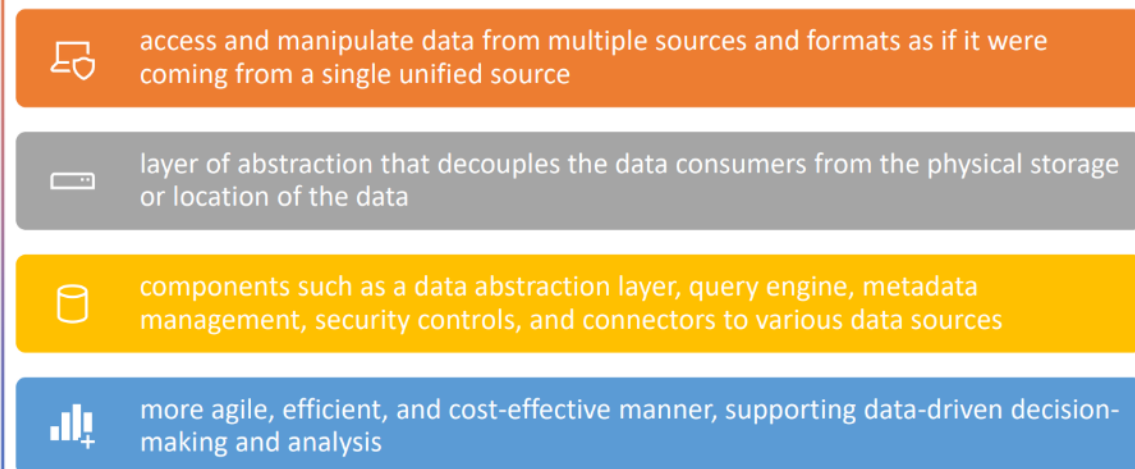 access and manipulate data from multiple sources and formats as if it were
coming from a single unified source
layer of abstraction that decouples the data consumers from the physical storage
or location of the data
components such as a data abstraction layer, query engine, metadata
management, security controls, and connectors to various data sources
more agile, efficient, and cost-effective manner, supporting data-driven decision-
making and analysis